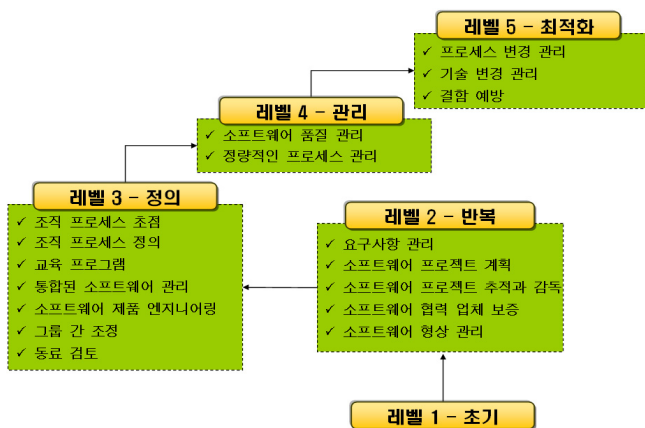 레벨 5 – 최적화
✓ 프로세스 변경 관리
✓ 기술 변경 관리
✓ 결함 예방
레벨 4 – 관리
✓ 소프트웨어 품질 관리
✓ 정량적인 프로세스 관리
레벨 3 – 정의
✓ 조직 프로세스 초점
✓ 조직 프로세스 정의
✓ 교육 프로그램
✓ 통합된 소프트웨어 관리
✓ 소프트웨어 제품 엔지니어링
✓ 그룹 간 조정
✓ 동료 검토
레벨 2 – 반복
✓ 요구사항 관리
✓ 소프트웨어 프로젝트 계획
✓ 소프트웨어 프로젝트 추적과 감독
✓ 소프트웨어 협력 업체 보증
✓ 소프트웨어 형상 관리
레벨 1 – 초기